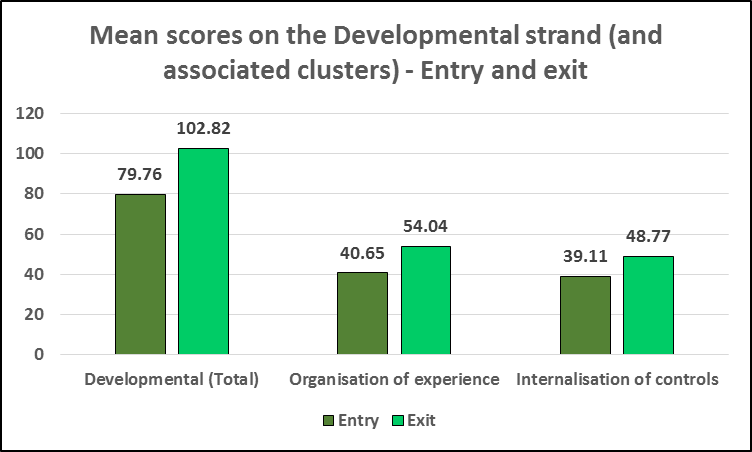 Mean scores on the Developmental strand (and
associated clusters) - Entry and exit
120
100
80
60
40
20
0
79.76
102.82
40.65
54.04
39.11
48.77
Developmental (Total)
Organisation of experience
Internalisation of controls
Entry
Exit